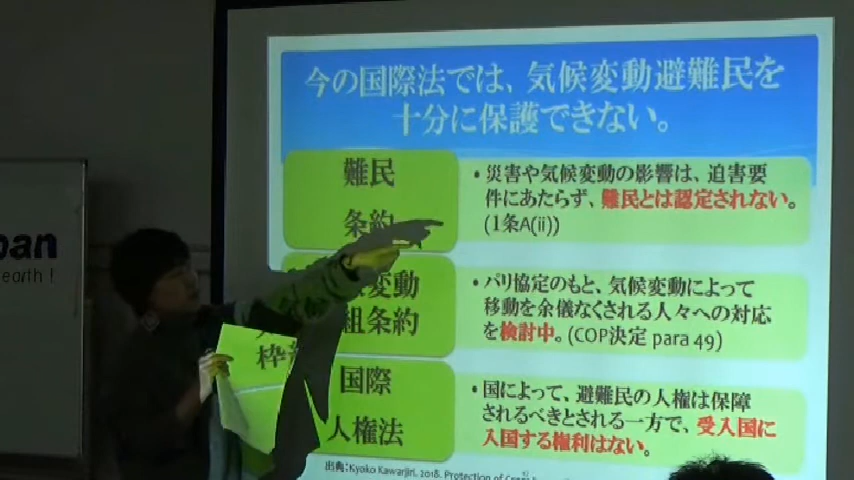 今の国際法では、気候変動避難民を
十分に保護できない。
難民
条約
・災害や気候変動の影響は、迫害要
件にあたらず、難民とは認定されない。
(1条A(ii))
変動
組条約
枠
・パリ協定のもと、気候変動によって
移動を余儀なくされる人々への対応
を検討中。(COP決定 para 49)
国際
人権法
・国によって、避難民の人権は保障
されるべきとされる一方で、受入国に
入国する権利はない。
出典：Kyoko Kawarjiri. 2018. Protection of
pan
earth !